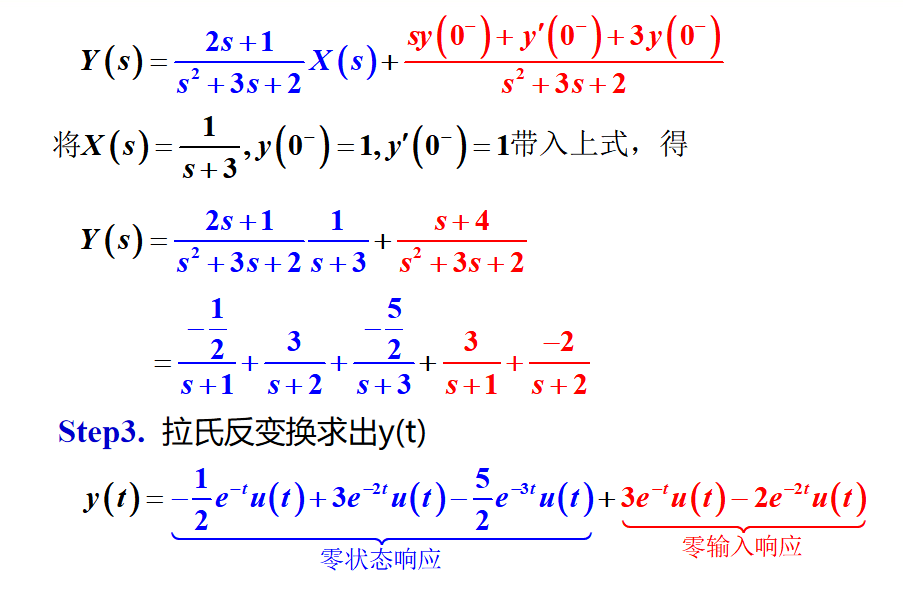 Y(s) = \frac{2s+1}{s^2+3s+2} X(s) + \frac{sy(0^-)+y'(0^-)+3y(0^-)}{s^2+3s+2}
将X(s) = \frac{1}{s+3}, y(0^-) = 1, y'(0^-) = 1带入上式，得
Y(s) = \frac{2s+1}{s^2+3s+2} \frac{1}{s+3} + \frac{s+4}{s^2+3s+2}
= \frac{-\frac{1}{2}}{s+1} + \frac{3}{s+2} + \frac{-\frac{5}{2}}{s+3} + \frac{3}{s+1} + \frac{-2}{s+2}
Step3. 拉氏反变换求出y(t)
y(t) = -\frac{1}{2}e^{-t}u(t) + 3e^{-2t}u(t) - \frac{5}{2}e^{-3t}u(t) + 3e^{-t}u(t) - 2e^{-2t}u(t)
零状态响应 零输入响应